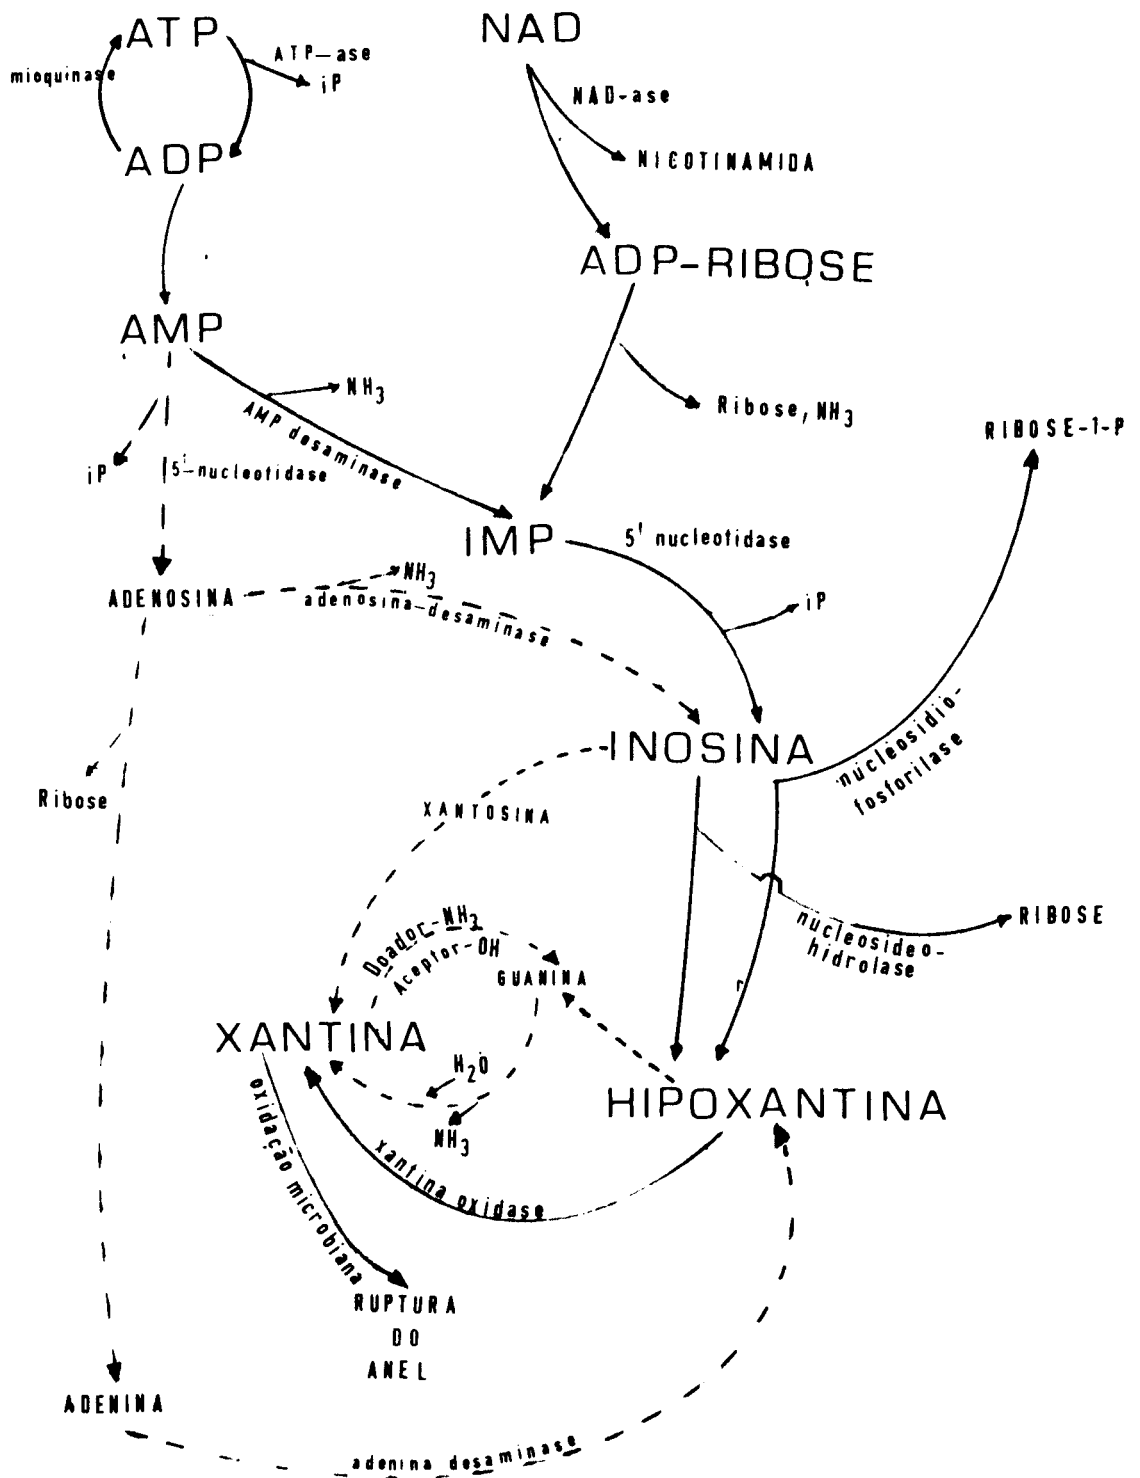 ATP
NAD
ATP-ase
mioquinase
iP
NAD-ase
ADP
NICOTINAMIDA
ADP-RIBOSE
AMP
NH3
Ribose, NH3
AMP desaminase
RIBOSE-1-P
iP
5'-nucleotidase
IMP
5' nucleotidase
NH3
ADENOSINA
adenosina-desaminase
iP
INOSINA
nucleosidio-
fosforilase
Ribose
XANTOSINA
Doador-NH3
Aceptor-OH
RIBOSE
nucleosideo-
hidrolase
GUANINA
XANTINA
H2O
HIPOXANTINA
NH3
xantina oxidase
oxidação microbiana
RUPTURA
DO
ANEL
ADENINA
adenina desaminase